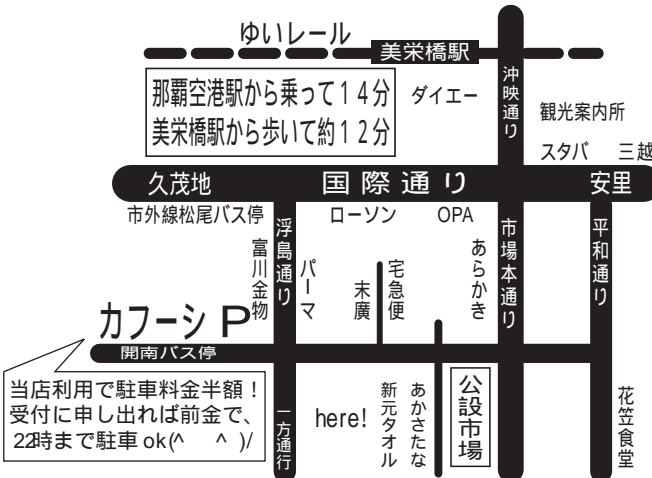 ゆいレール
美栄橋駅
那覇空港駅から乗って14分
美栄橋駅から歩いて約12分
ダイエー
沖映通り
観光案内所
スタバ
三越
久茂地
国際通り
安里
市外線松尾バス停
ローソン
OPA
浮島通り
市場本通り
平和通り
富川金物
パーマ
末廣
宅急便
あらかき
カフーシ P
開南バス停
当店利用で駐車料金半額！
受付に申し出れば前金で、
22時まで駐車ok(^ ^)/
一方通行
here!
新元タオル
あかさたな
公設市場
花笠食堂